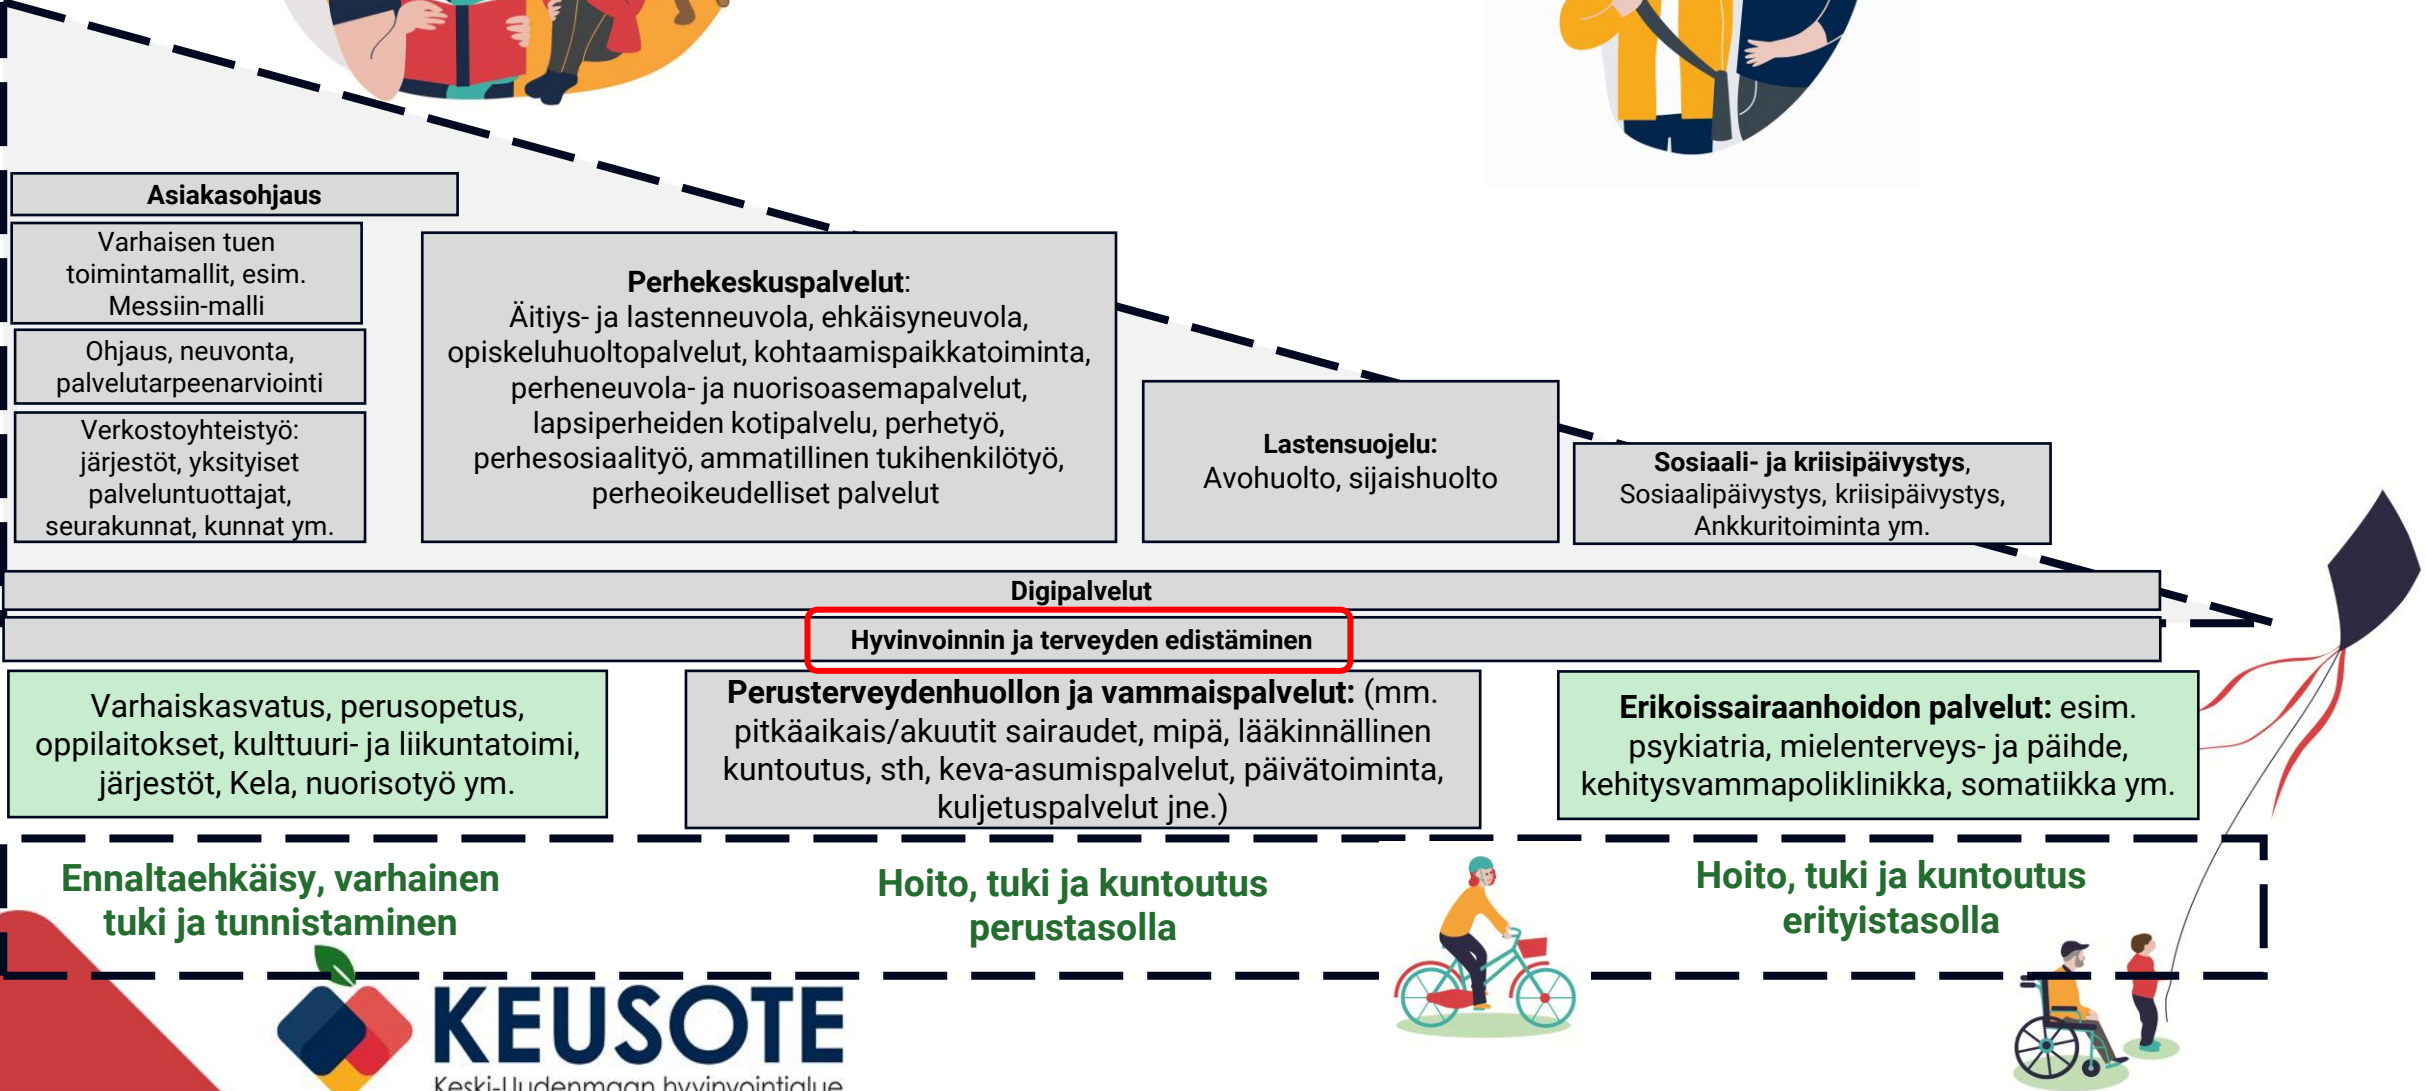 Asiakasohjaus
Varhaisen tuen
toimintamallit, esim.
Messiin-malli
Ohjaus, neuvonta,
palvelutarpeenarviointi
Verkostoyhteistyö:
järjestöt, yksityiset
palveluntuottajat,
seurakunnat, kunnat ym.
Perhekeskuspalvelut:
Äitiys- ja lastenneuvola, ehkäisyneuvola,
opiskeluhuoltopalvelut, kohtaamispaikkatoiminta,
perheneuvola- ja nuorisoasemapalvelut,
lapsiperheiden kotipalvelu, perhetyö,
perhesosiaalityö, ammatillinen tukihenkilötyö,
perheoikeudelliset palvelut
Lastensuojelu:
Avohuolto, sijaishuolto
Sosiaali- ja kriisipäivystys,
Sosiaalipäivystys, kriisipäivystys,
Ankkuritoiminta ym.
Digipalvelut
Hyvinvoinnin ja terveyden edistäminen
Varhaiskasvatus, perusopetus,
oppilaitokset, kulttuuri- ja liikuntatoimi,
järjestöt, Kela, nuorisotyö ym.
Perusterveydenhuollon ja vammaispalvelut: (mm.
pitkäaikais/akuutit sairaudet, mipä, lääkinnällinen
kuntoutus, sth, keva-asumispalvelut, päivätoiminta,
kuljetuspalvelut jne.)
Erikoissairaanhoidon palvelut: esim.
psykiatria, mielenterveys- ja päihde,
kehitysvammapoliklinikka, somatiikka ym.
Ennaltaehkäisy, varhainen
tuki ja tunnistaminen
Hoito, tuki ja kuntoutus
perustasolla
Hoito, tuki ja kuntoutus
erityistasolla
KEUSOTE
Keski-Uudenmaan hyvinvointialue